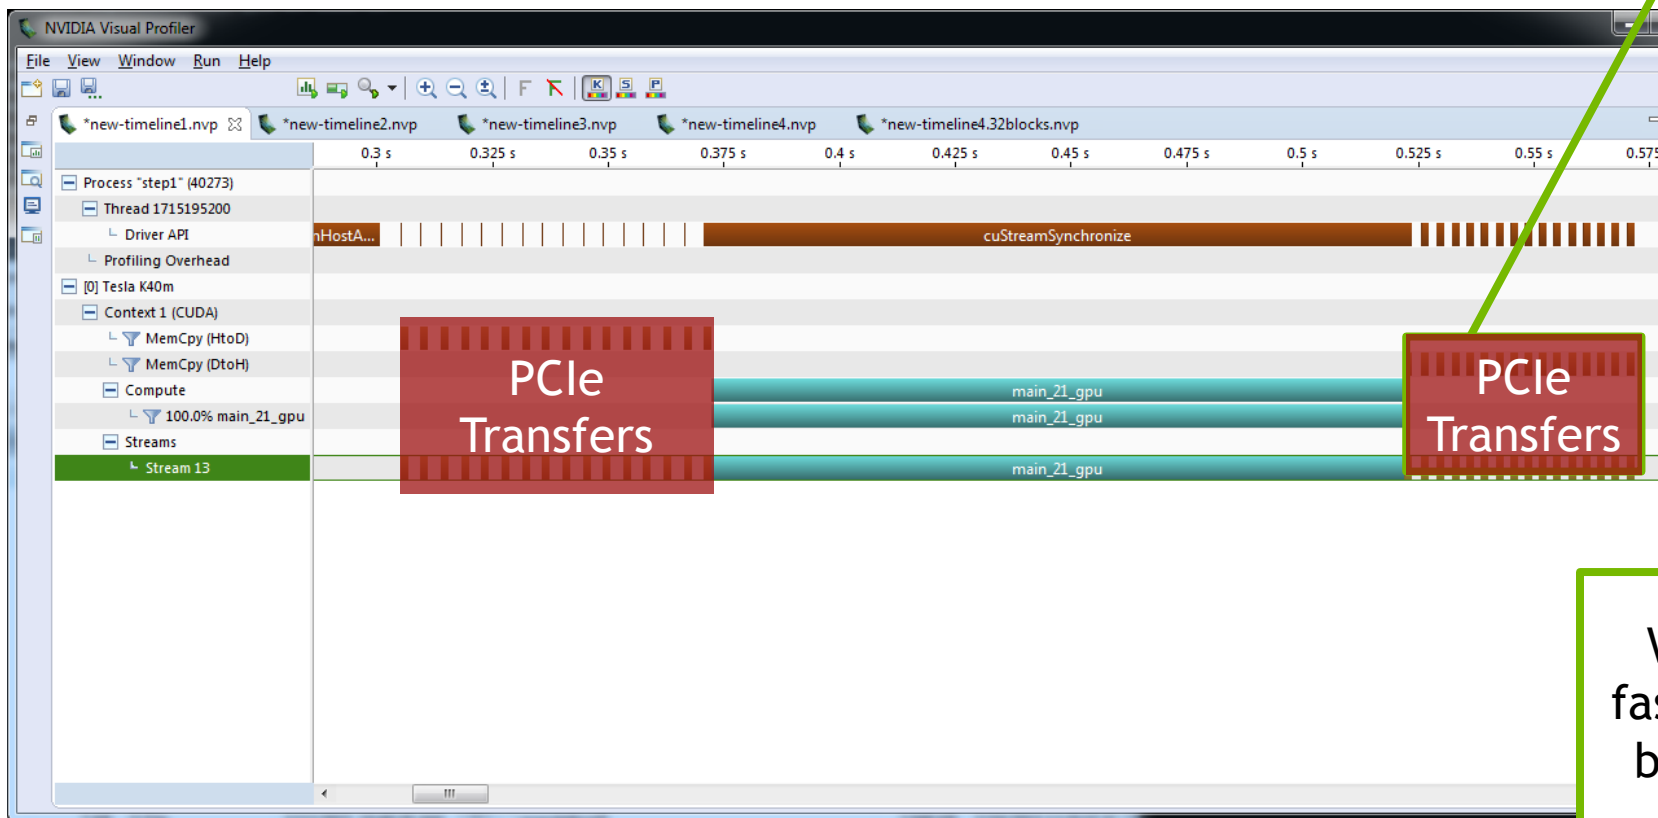 NVIDIA Visual Profiler
File View Window Run Help
F K S P
*new-timeline1.nvp *new-timeline2.nvp *new-timeline3.nvp *new-timeline4.nvp *new-timeline4.32blocks.nvp
0.3 s 0.325 s 0.35 s 0.375 s 0.4 s 0.425 s 0.45 s 0.475 s 0.5 s 0.525 s 0.55 s 0.575
Process "step1" (40273)
Thread 1715195200
Driver API
nHostA... cuStreamSynchronize
Profiling Overhead
[0] Tesla K40m
Context 1 (CUDA)
MemCpy (HtoD)
MemCpy (DtoH)
Compute main_21_gpu
100.0% main_21_gpu main_21_gpu
Streams
Stream 13 main_21_gpu
PCIe
Transfers
PCIe
Transfers
fas
b